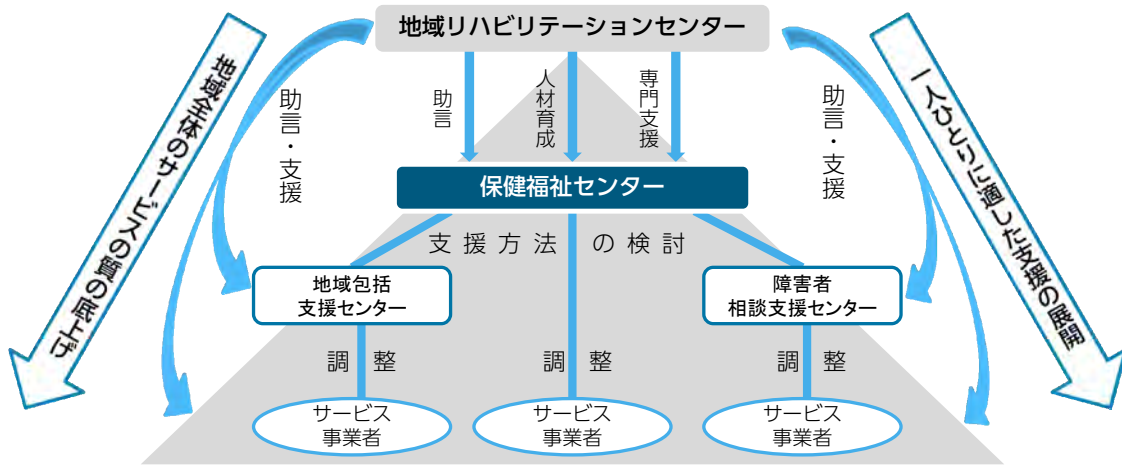 地域リハビリテーションセンター
地域全体のサービスの質の底上げ
一人ひとりに適した支援の展開
助言・支援
助言
人材育成
専門支援
助言・支援
保健福祉センター
支援方法の検討
地域包括
支援センター
障害者
相談支援センター
調整
調整
調整
サービス
事業者
サービス
事業者
サービス
事業者